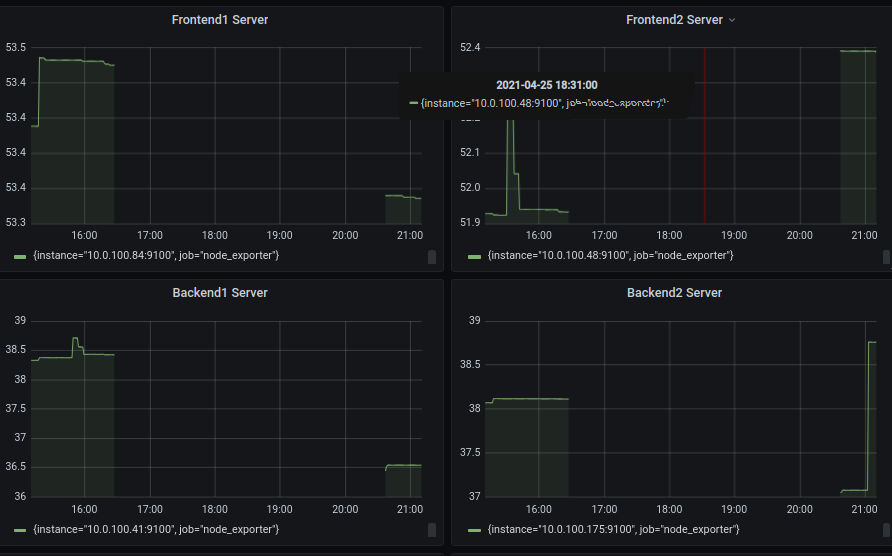 Frontend1 Server
53.5
53.4
53.4
53.4
53.4
53.3
16:00 17:00 18:00 19:00 20:00 21:00
{instance="10.0.100.84:9100", job="node_exporter"}
Frontend2 Server
52.4
2021-04-25 18:31:00
{instance="10.0.100.48:9100",
52.1
52.0
51.9
16:00 17:00 18:00 19:00 20:00 21:00
{instance="10.0.100.48:9100", job="node_exporter"}
Backend1 Server
39
38.5
38
37.5
37
36.5
36
16:00 17:00 18:00 19:00 20:00 21:00
{instance="10.0.100.41:9100", job="node_exporter"}
Backend2 Server
39
38.5
38
37.5
37
16:00 17:00 18:00 19:00 20:00 21:00
{instance="10.0.100.175:9100", job="node_exporter"}